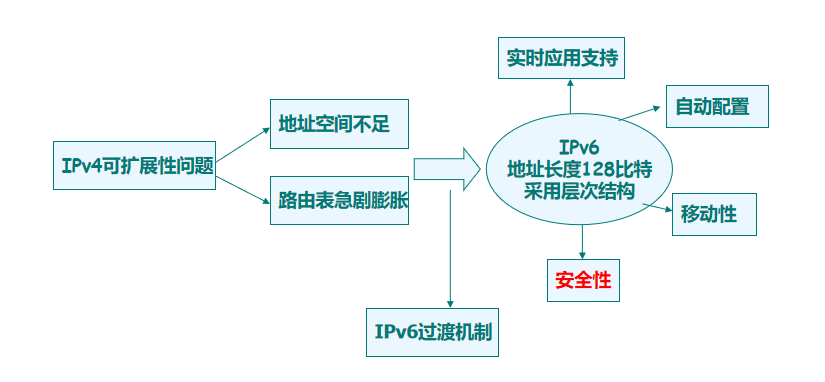 实时应用支持
自动配置
地址空间不足
IPv4可扩展性问题
IPv6
地址长度128比特
采用层次结构
路由表急剧膨胀
移动性
安全性
IPv6过渡机制